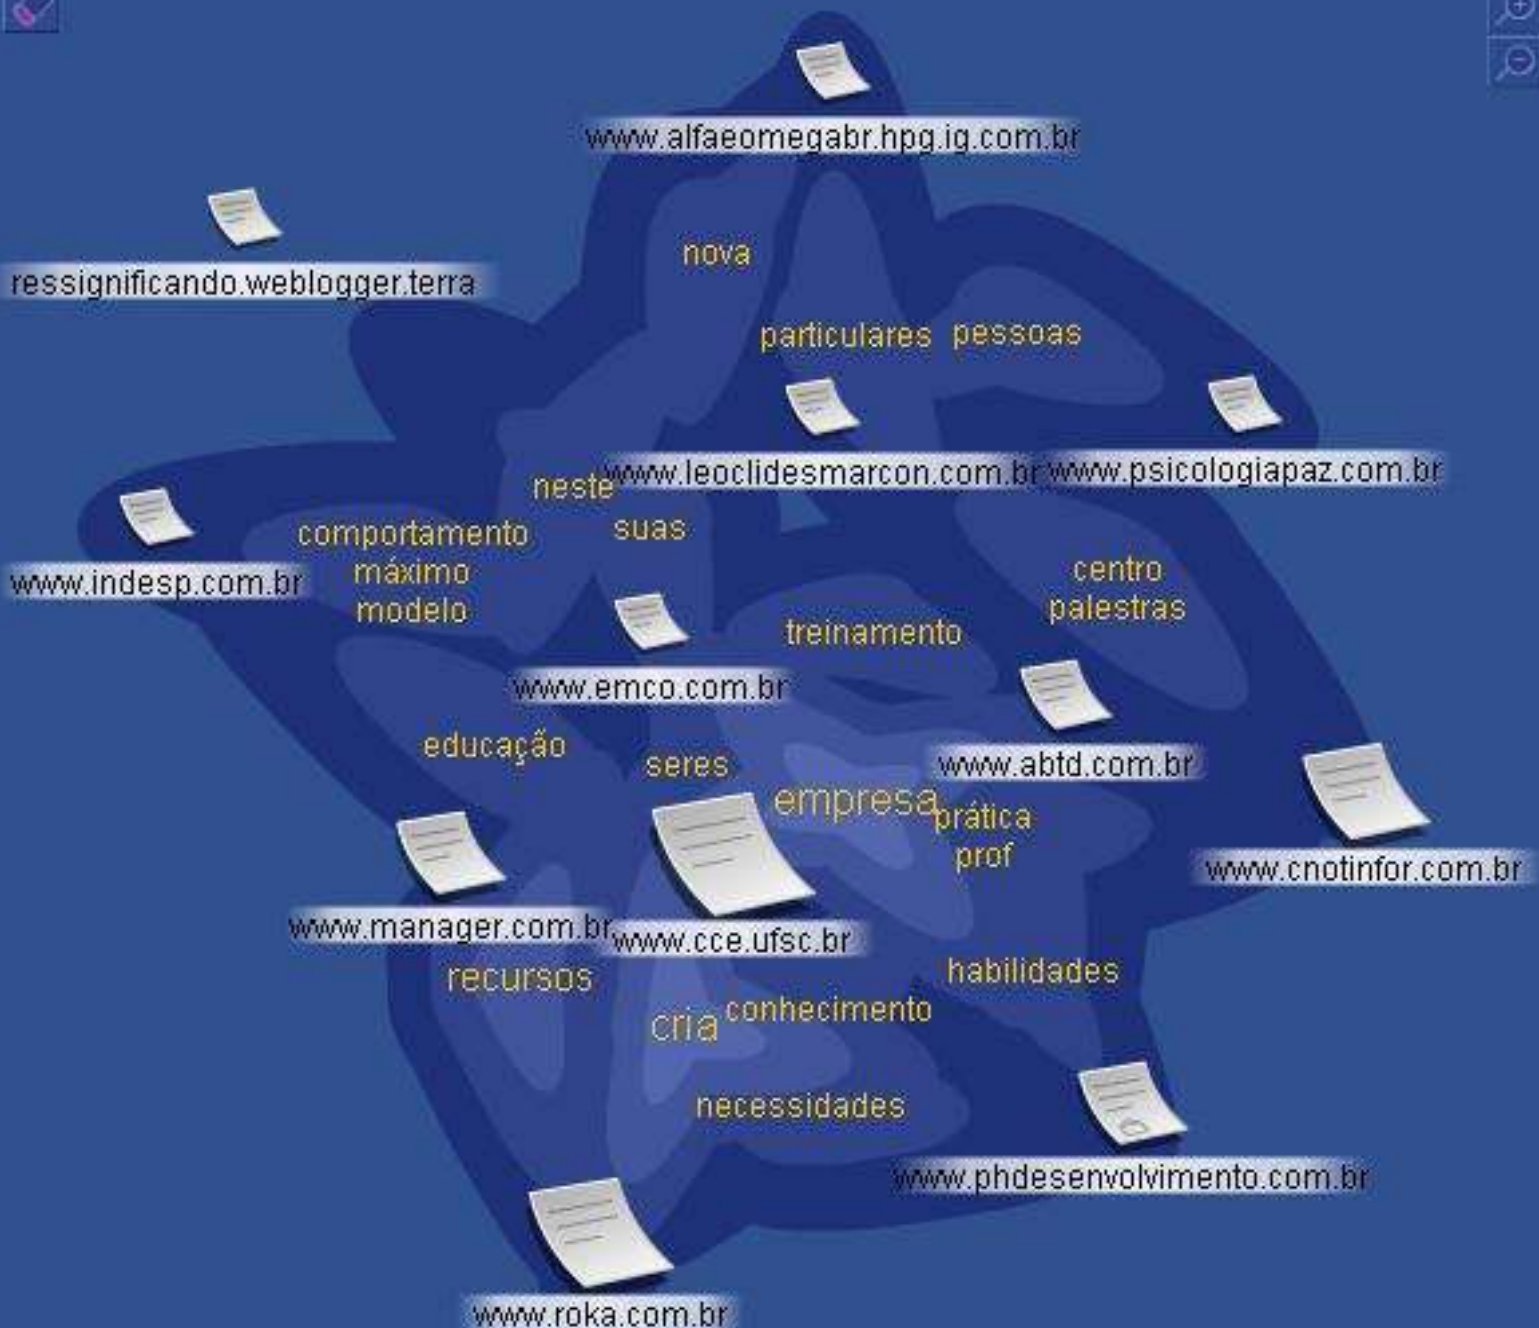 www.alfaeomegabr.hpg.ig.com.br
nova
ressignificando.weblogger.terra
particulares
pessoas
www.leoclidesmarcon.com.br
www.psicologiapaz.com.br
neste
suas
comportamento
máximo
modelo
www.indesp.com.br
centro
palestras
treinamento
www.emco.com.br
educação
seres
www.abtd.com.br
empresa
prática
prof
www.cnotinfor.com.br
www.manager.com.br
www.cce.ufsc.br
recursos
habilidades
cria
conhecimento
necessidades
www.phdesenvolvimento.com.br
www.roka.com.br